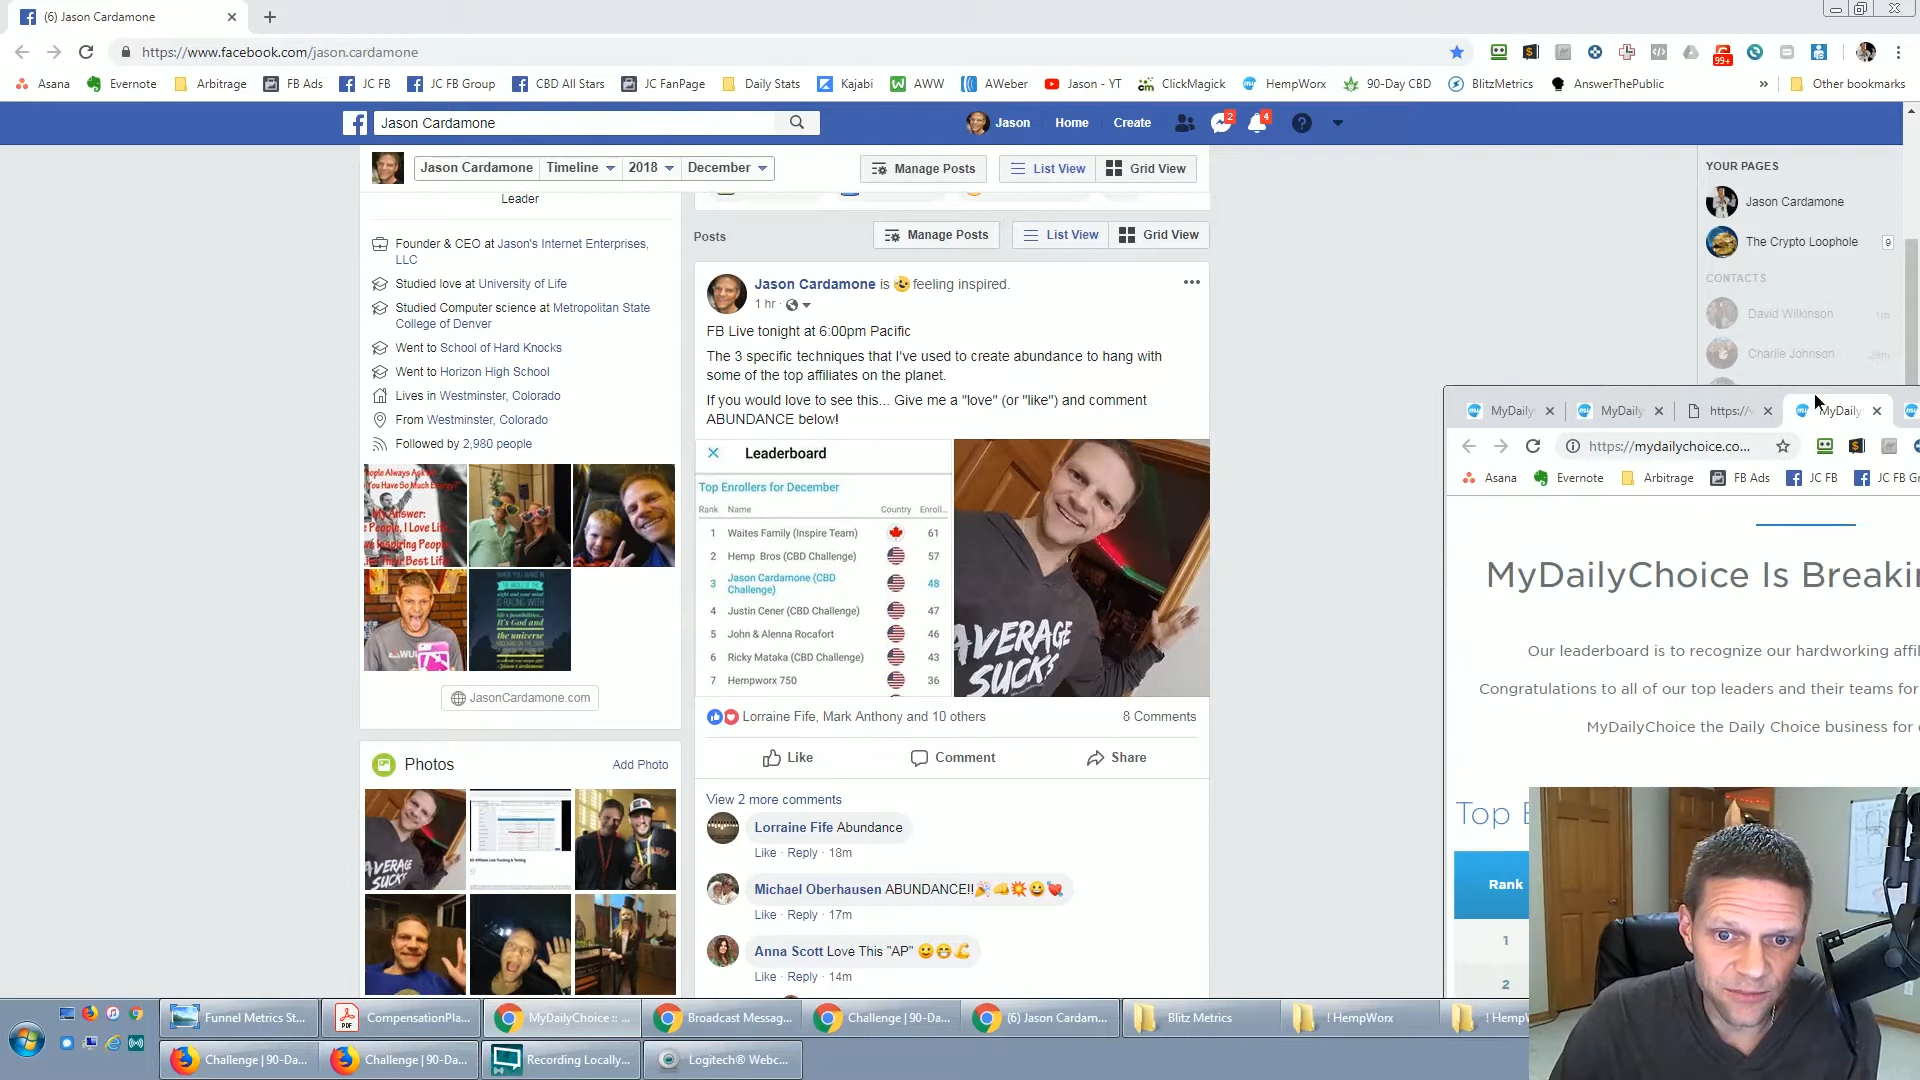 (6) Jason Cardamone
https://www.facebook.com/jason.cardamone
99+
Asana
Evernote
Arbitrage
FB Ads
JC FB
JC FB Group
CBD All Stars
JC FanPage
Daily Stats
Kajabi
AWW
AWeber
Jason - YT
ClickMagick
HempWorx
90-Day CBD
BlitzMetrics
AnswerThePublic
»
Other bookmarks
Jason Cardamone
Jason
Home
Create
2
4
Jason Cardamone
Timeline
2018
December
Manage Posts
List View
Grid View
Leader
Founder & CEO at Jason's Internet Enterprises,
LLC
Studied love at University of Life
Studied Computer science at Metropolitan State
College of Denver
Went to School of Hard Knocks
Went to Horizon High School
Lives in Westminster, Colorado
From Westminster, Colorado
Followed by 2,980 people
JasonCardamone.com
Photos
Add Photo
AVERAGE
SUCKS
Posts
Manage Posts
List View
Grid View
Jason Cardamone is feeling inspired.
1 hr
FB Live tonight at 6:00pm Pacific
The 3 specific techniques that I've used to create abundance to hang with
some of the top affiliates on the planet.
If you would love to see this... Give me a "love" (or "like") and comment
ABUNDANCE below!
Leaderboard
Top Enrollers for December
Rank Name Country Enroll...
1 Waites Family (Inspire Team) 61
2 Hemp Bros (CBD Challenge) 57
3 Jason Cardamone (CBD
Challenge) 48
4 Justin Cener (CBD Challenge) 47
5 John & Alenna Rocafort 46
6 Ricky Mataka (CBD Challenge) 43
7 Hempworx 750 36
AVERAGE
SUCKS
Lorraine Fife, Mark Anthony and 10 others
8 Comments
Like
Comment
Share
View 2 more comments
Lorraine Fife Abundance
Like · Reply · 18m
Michael Oberhausen ABUNDANCE!!
Like · Reply · 17m
Anna Scott Love This "AP"
Like · Reply · 14m
YOUR PAGES
Jason Cardamone
The Crypto Loophole
9
CONTACTS
David Wilkinson
1m
Charlie Johnson
MyDaily
MyDaily
https://
MyDaily
https://mydailychoice.co...
Asana
Evernote
Arbitrage
FB Ads
JC FB
JC FB Gr
MyDailyChoice Is Breakin
Our leaderboard is to recognize our hardworking affil
Congratulations to all of our top leaders and their teams for
MyDailyChoice the Daily Choice business for
Top
Rank
1
2
Funnel Metrics St...
CompensationPla...
MyDailyChoice :: ...
Broadcast Messag...
Challenge | 90-Da...
(6) Jason Cardam...
Blitz Metrics
! HempWorx
! HempW
Challenge | 90-Da...
Challenge | 90-Da...
Recording Locally...
Logitech® Webc...